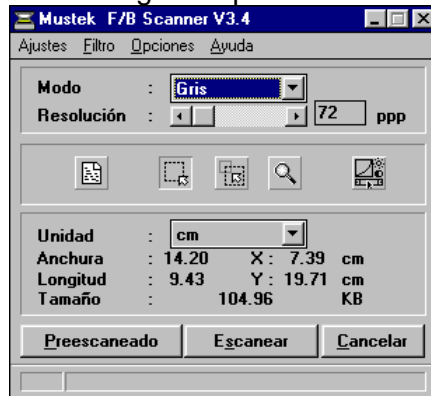 Mustek F/B Scanner V3.4
Ajustes Filtro Opciones Ayuda
Modo : Gris
Resolución : 72 ppp
Unidad : cm
Anchura : 14.20 X : 7.39 cm
Longitud : 9.43 Y : 19.71 cm
Tamaño : 104.96 KB
Preescaneado Escanear Cancelar